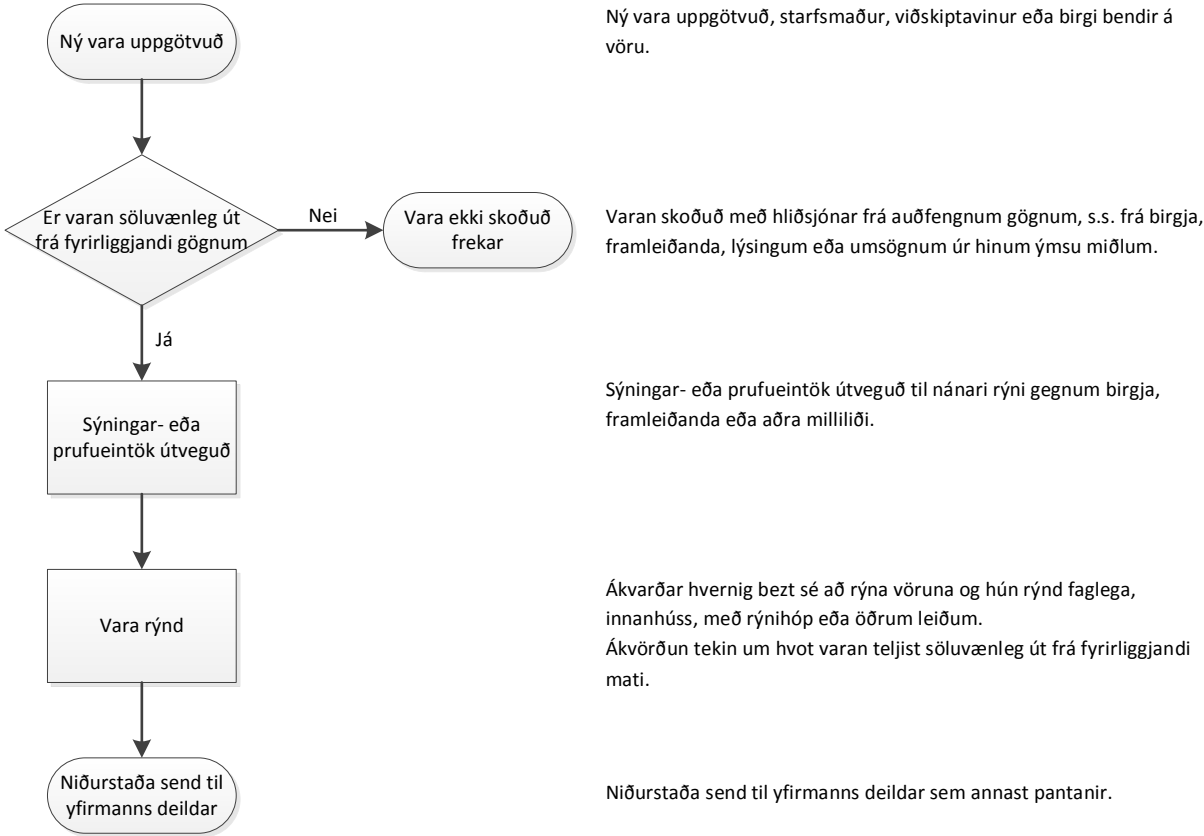 Ný vara uppgötvuð
Ný vara uppgötvuð, starfsmaður, viðskiptavinur eða birgi bendir á
vöru.
Er varan söluvænleg út
frá fyrirliggjandi gögnum
Nei
Vara ekki skoðuð
frekar
Varan skoðuð með hliðsjónar frá auðfengnum gögnum, s.s. frá birgja,
framleiðanda, lýsingum eða umsögnum úr hinum ýmsu miðlum.
Já
Sýningar- eða
prufueintök útveguð
Sýningar- eða prufueintök útveguð til nánari rýni gegnum birgja,
framleiðanda eða aðra milliliði.
Vara rýnd
Ákvarðar hvernig bezt sé að rýna vöruna og hún rýnd faglega,
innanhúss, með rýnihóp eða öðrum leiðum.
Ákvörðun tekin um hvot varan teljist söluvænleg út frá fyrirliggjandi
mati.
Niðurstaða send til
yfirmanns deildar
Niðurstaða send til yfirmanns deildar sem annast pantanir.